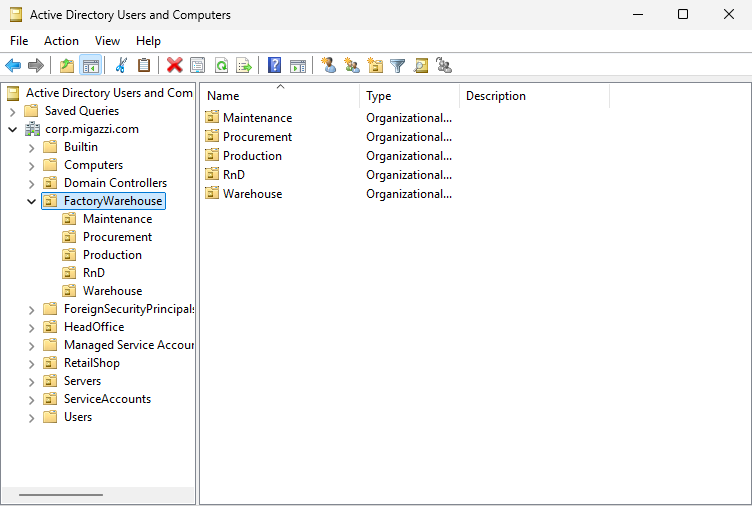 Active Directory Users and Computers
File Action View Help
Active Directory Users and Com
Saved Queries
corp.migazzi.com
Builtin
Computers
Domain Controllers
FactoryWarehouse
Maintenance
Procurement
Production
RnD
Warehouse
ForeignSecurityPrincipals
HeadOffice
Managed Service Accoun
RetailShop
Servers
ServiceAccounts
Users
Name Type Description
Maintenance Organizational...
Procurement Organizational...
Production Organizational...
RnD Organizational...
Warehouse Organizational...